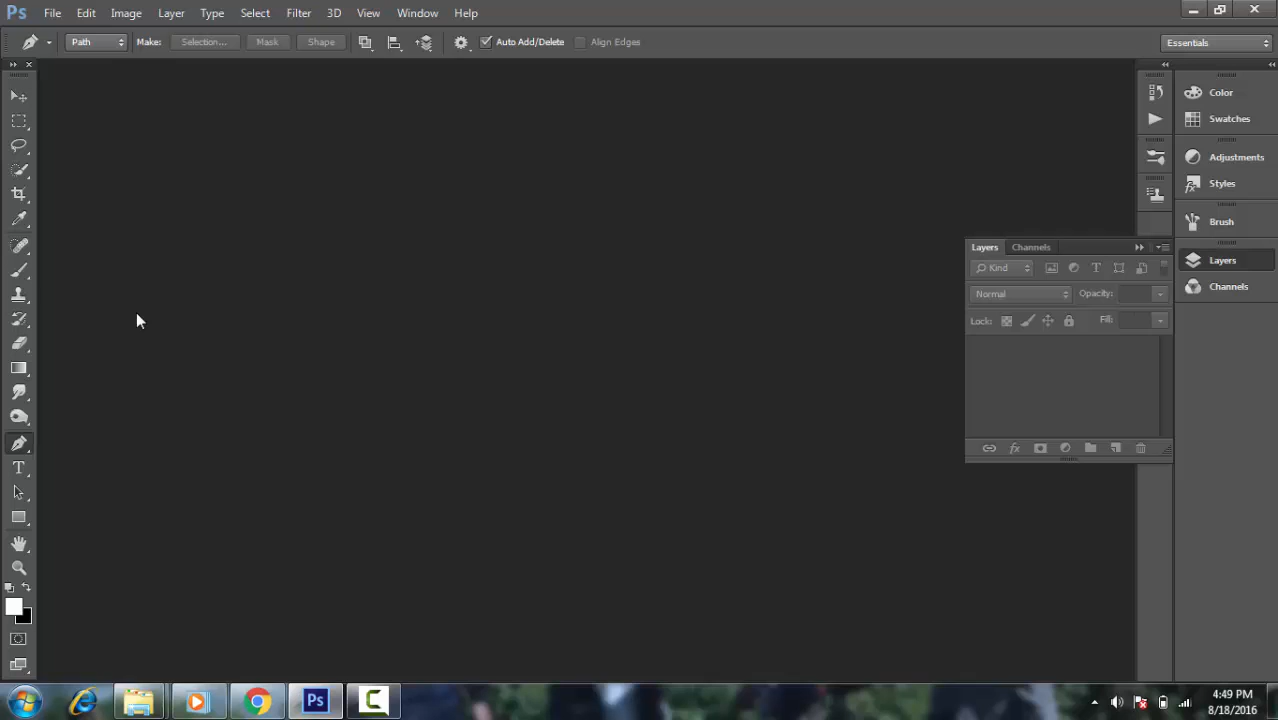 Ps File Edit Image Layer Type Select Filter 3D View Window Help
Path Make: Selection... Mask Shape Auto Add/Delete Align Edges Essentials
Color
Swatches
Adjustments
Styles
Brush
Layers Channels
Layers
Kind T
Channels
Normal Opacity:
Lock: Fill:
fx
T
Ps
4:49 PM
8/18/2016